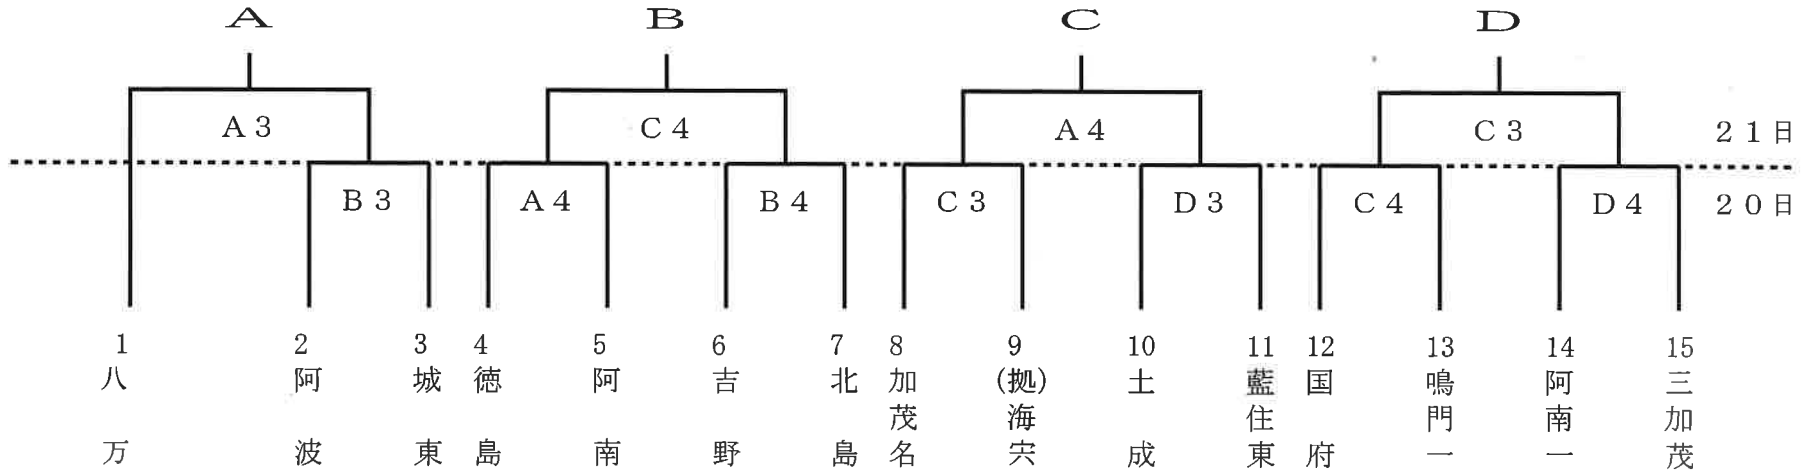 A B C D
A3 C4 A4 C3 21日
B3 A4 B4 C3 D3 C4 D4 20日
1 2 3 4 5 6 7 8 9 10 11 12 13 14 15
八万
阿波
城東
徳島
阿南
吉野
北島
加茂名
(拠)海宍
土成
藍住東
国府
鳴門一
阿南一
三加茂